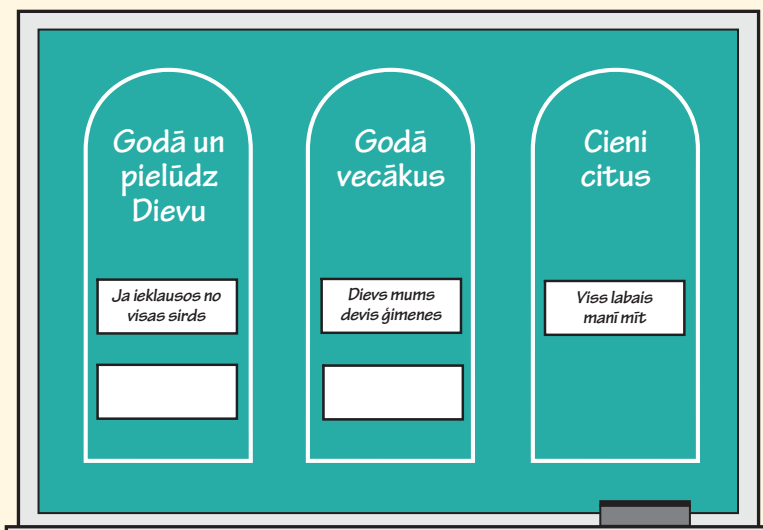 Godā un
pielūdz
Dievu
Ja ieklausos no
visas sirds
Godā
vecākus
Dievs mums
devis ģimenes
Cieni
citus
Viss labais
manī mīt